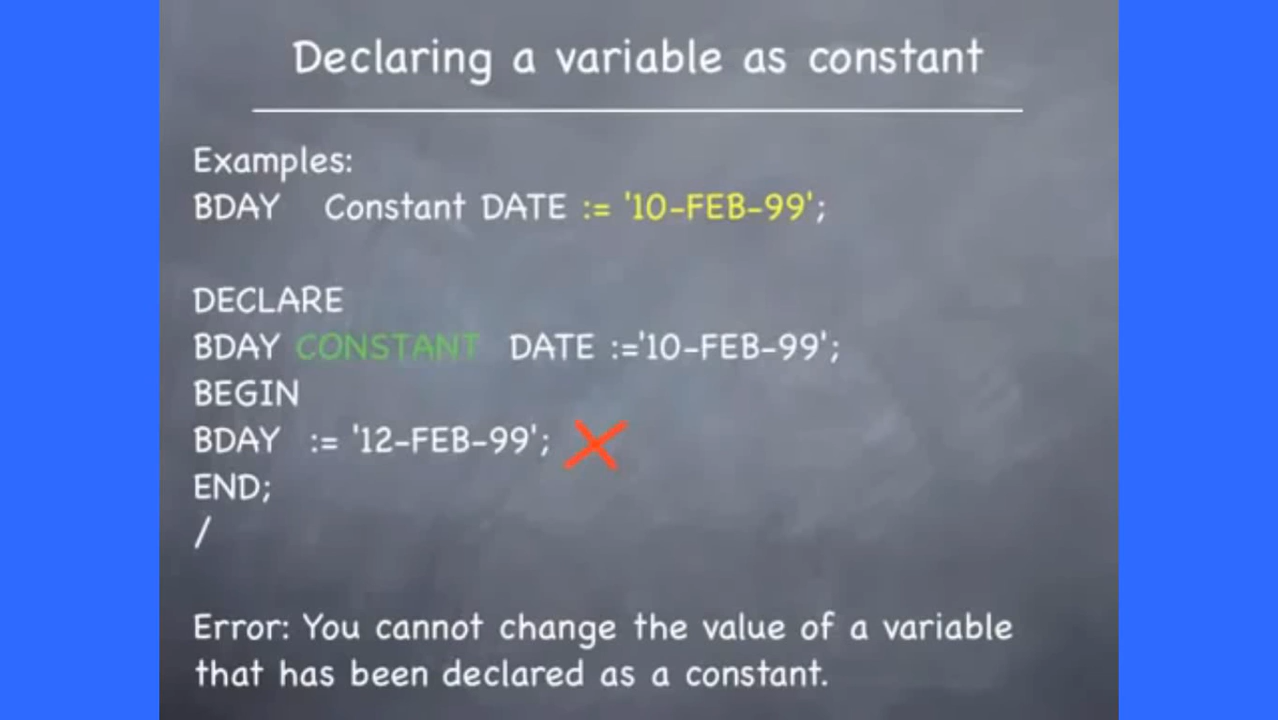 Declaring a variable as constant
Examples:
BDAY Constant DATE := '10-FEB-99';
DECLARE
BDAY CONSTANT DATE :='10-FEB-99';
BEGIN
BDAY := '12-FEB-99';
END;
/
Error: You cannot change the value of a variable
that has been declared as a constant.